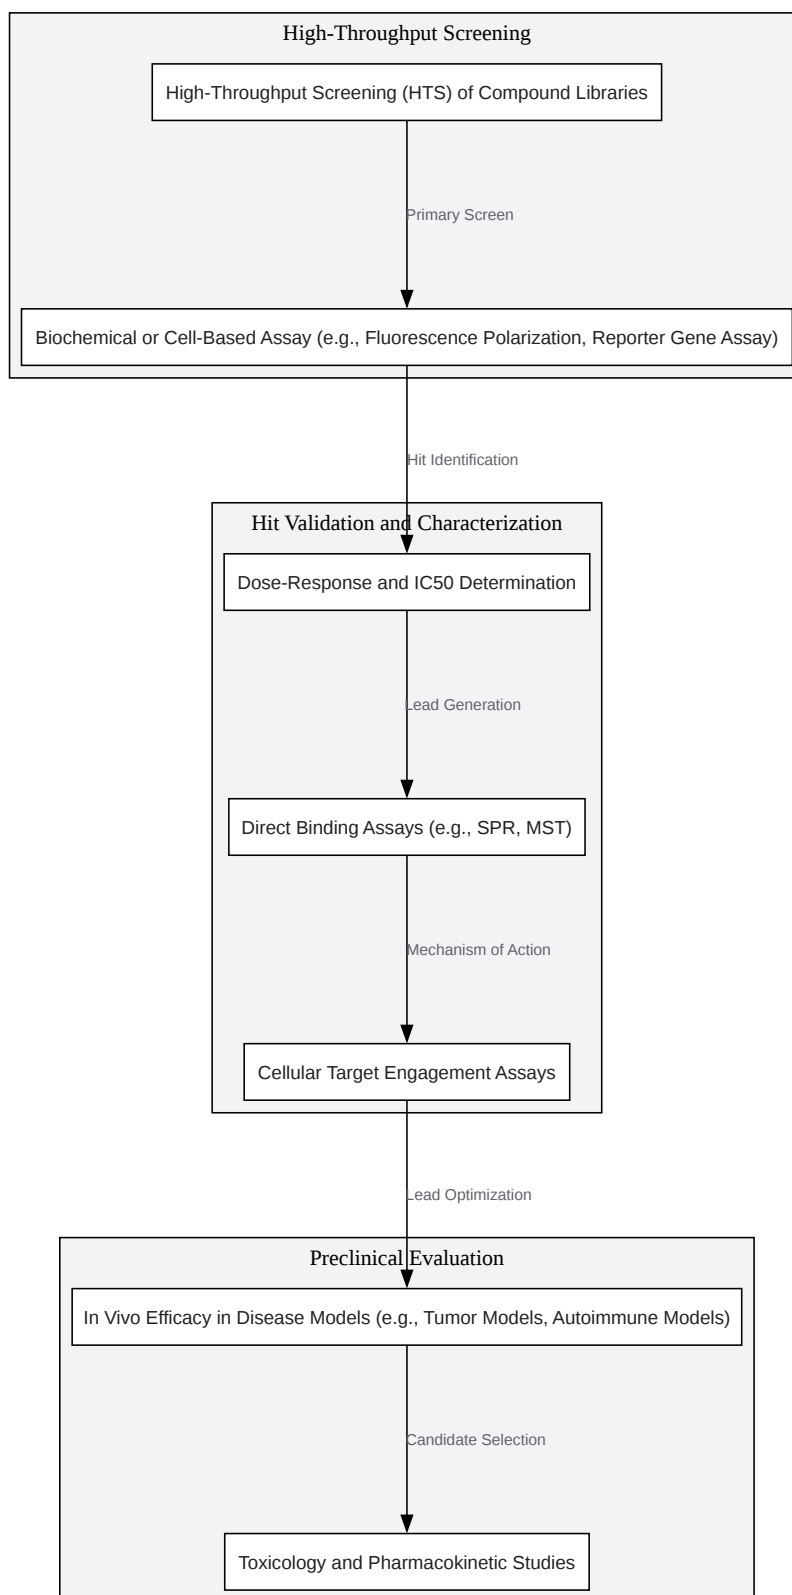 High-Throughput Screening
High-Throughput Screening (HTS) of Compound Libraries
Primary Screen
Biochemical or Cell-Based Assay (e.g., Fluorescence Polarization, Reporter Gene Assay)
Hit Identification
Hit Validation and Characterization
Dose-Response and IC50 Determination
Lead Generation
Direct Binding Assays (e.g., SPR, MST)
Mechanism of Action
Cellular Target Engagement Assays
Lead Optimization
Preclinical Evaluation
In Vivo Efficacy in Disease Models (e.g., Tumor Models, Autoimmune Models)
Candidate Selection
Toxicology and Pharmacokinetic Studies